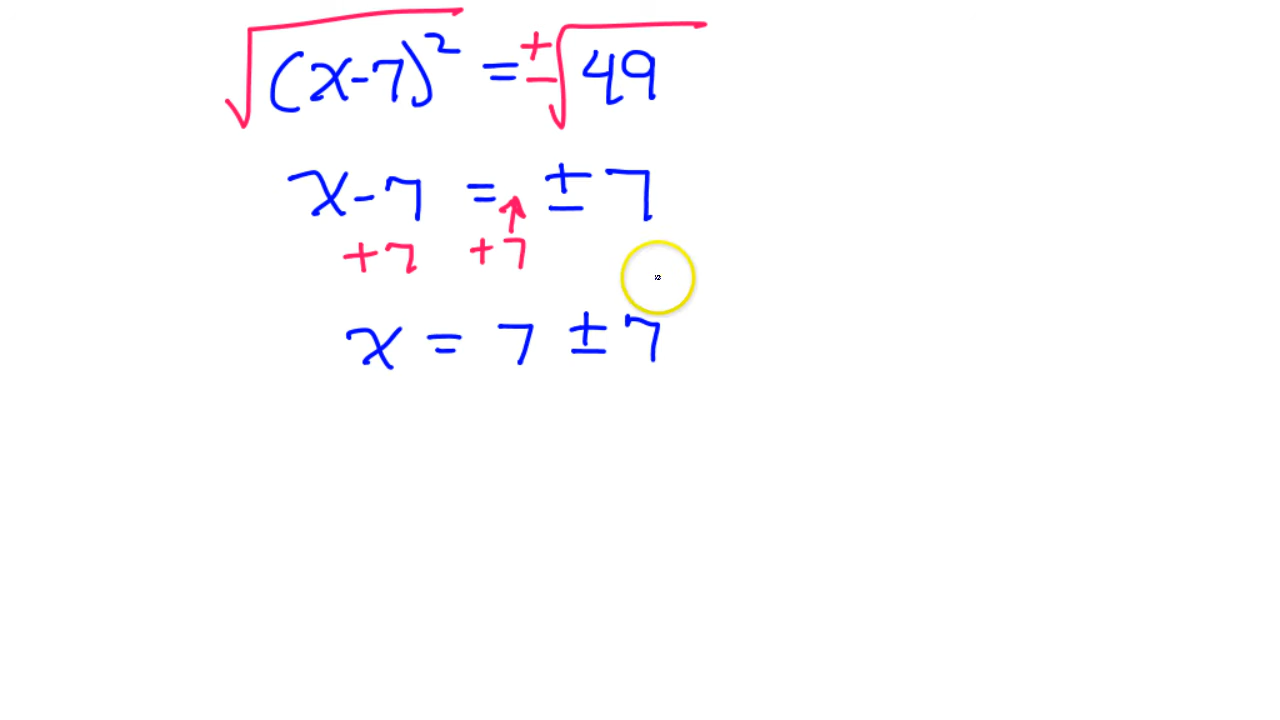 √(x-7)² = ±√49
x-7 = ±7
+7 +7
x = 7 ± 7